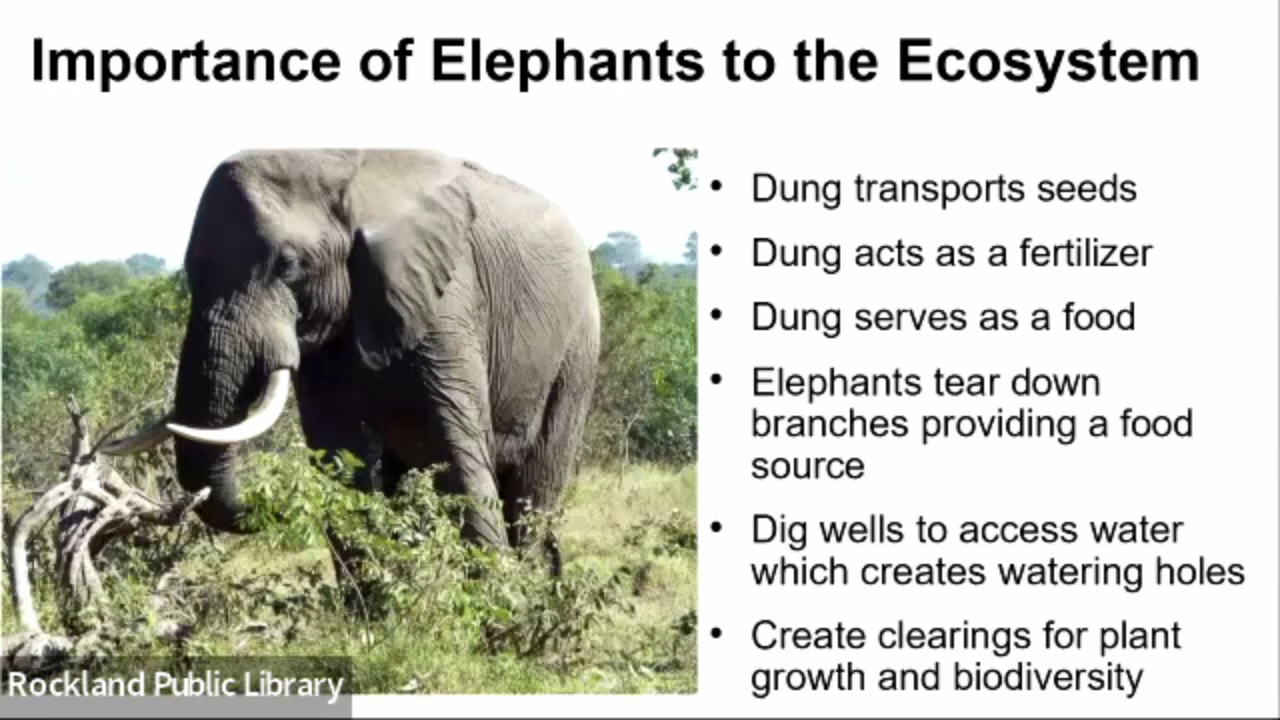 Importance of Elephants to the Ecosystem
• Dung transports seeds
• Dung acts as a fertilizer
• Dung serves as a food
• Elephants tear down
branches providing a food
source
• Dig wells to access water
which creates watering holes
• Create clearings for plant
growth and biodiversity
Rockland Public Library